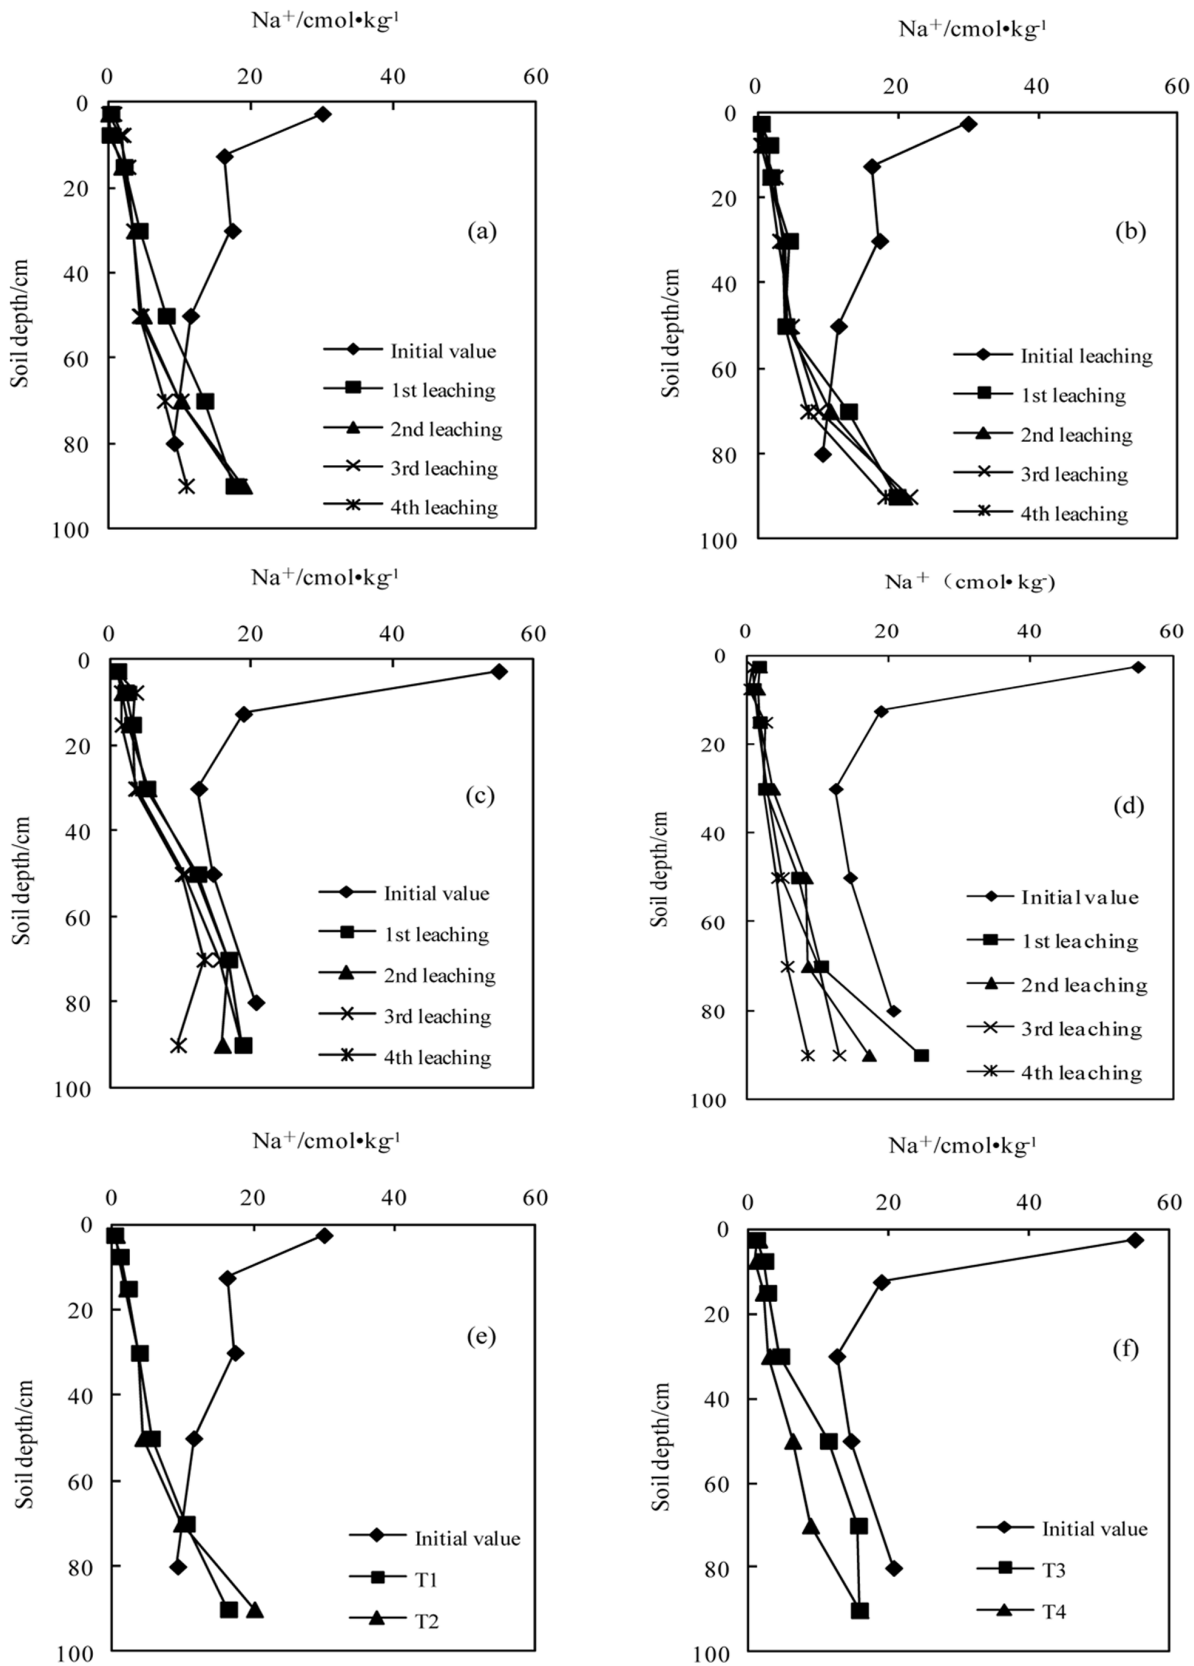 Na⁺/cmol•kg⁻¹
0 20 40 60
0
20
40
60
80
100
Soil depth/cm
(a)
Initial value
1st leaching
2nd leaching
3rd leaching
4th leaching
Na⁺/cmol•kg⁻¹
0 20 40 60
0
20
40
60
80
100
Soil depth/cm
(b)
Initial leaching
1st leaching
2nd leaching
3rd leaching
4th leaching
Na⁺/cmol•kg⁻¹
0 20 40 60
0
20
40
60
80
100
Soil depth/cm
(c)
Initial value
1st leaching
2nd leaching
3rd leaching
4th leaching
Na⁺（cmol• kg⁻)
0 20 40 60
0
20
40
60
80
100
Soil depth/cm
(d)
Initial value
1st leaching
2nd leaching
3rd leaching
4th leaching
Na⁺/cmol•kg⁻¹
0 20 40 60
0
20
40
60
80
100
Soil depth/cm
(e)
Initial value
T1
T2
Na⁺/cmol•kg⁻¹
0 20 40 60
0
20
40
60
80
100
Soil depth/cm
(f)
Initial value
T3
T4